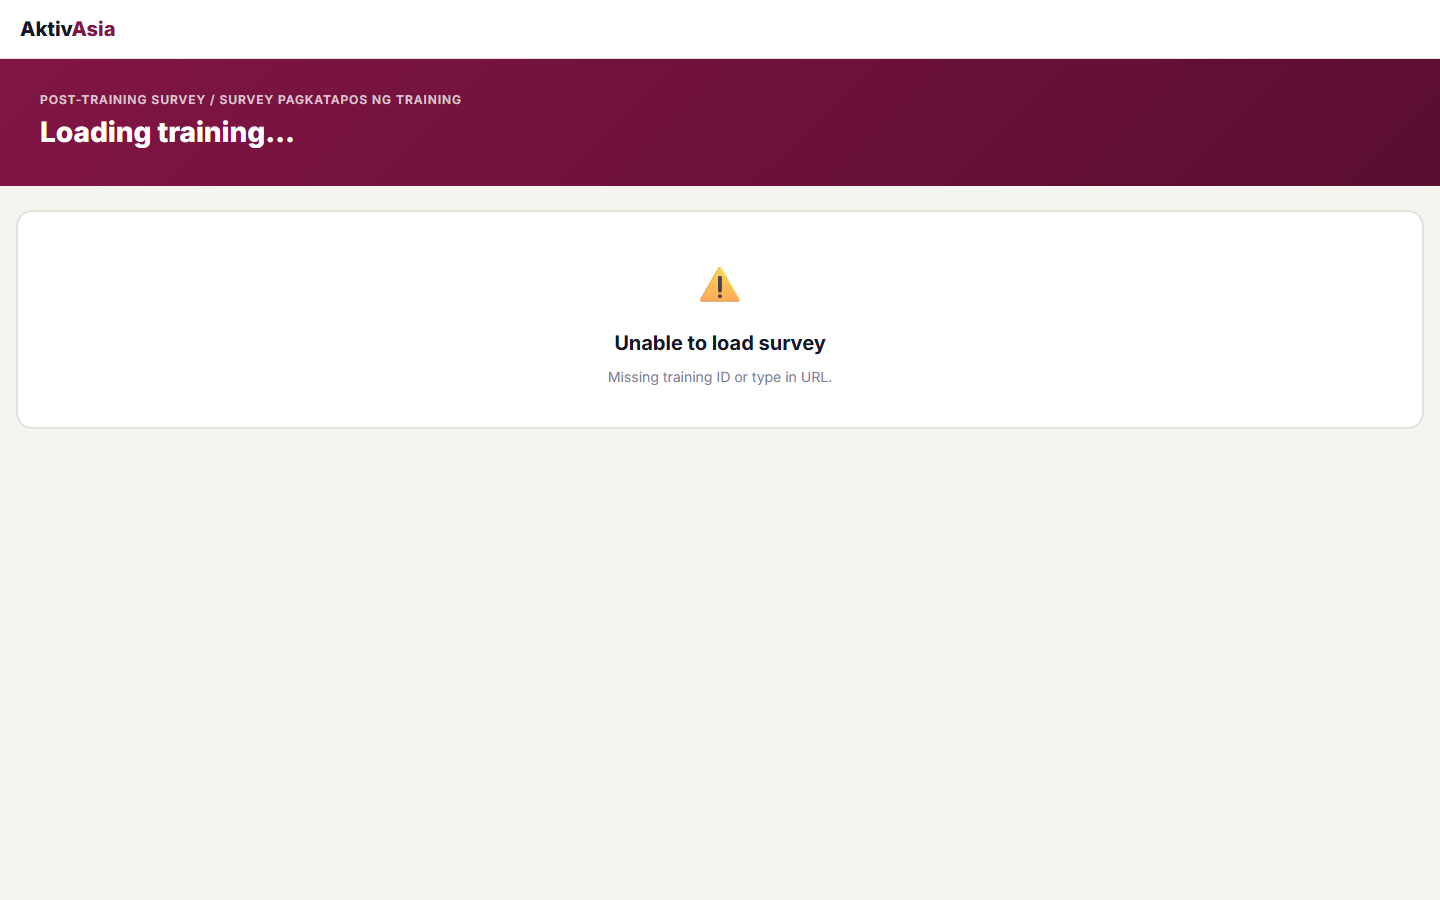 AktivAsia
POST-TRAINING SURVEY / SURVEY PAGKATAPOS NG TRAINING
Loading training...
Unable to load survey
Missing training ID or type in URL.